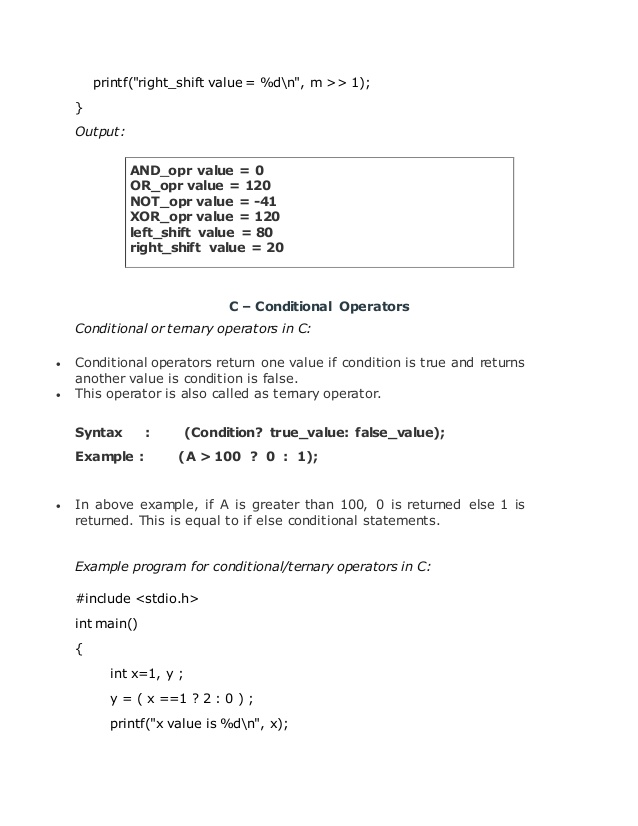 printf("right_shift value = %d\n", m >> 1);
}
Output:
AND_opr value = 0
OR_opr value = 120
NOT_opr value = -41
XOR_opr value = 120
left_shift value = 80
right_shift value = 20
C – Conditional Operators
Conditional or ternary operators in C:
• Conditional operators return one value if condition is true and returns
another value is condition is false.
• This operator is also called as ternary operator.
Syntax : (Condition? true_value: false_value);
Example : (A > 100 ? 0 : 1);
• In above example, if A is greater than 100, 0 is returned else 1 is
returned. This is equal to if else conditional statements.
Example program for conditional/ternary operators in C:
#include <stdio.h>
int main()
{
int x=1, y ;
y = ( x ==1 ? 2 : 0 ) ;
printf("x value is %d\n", x);